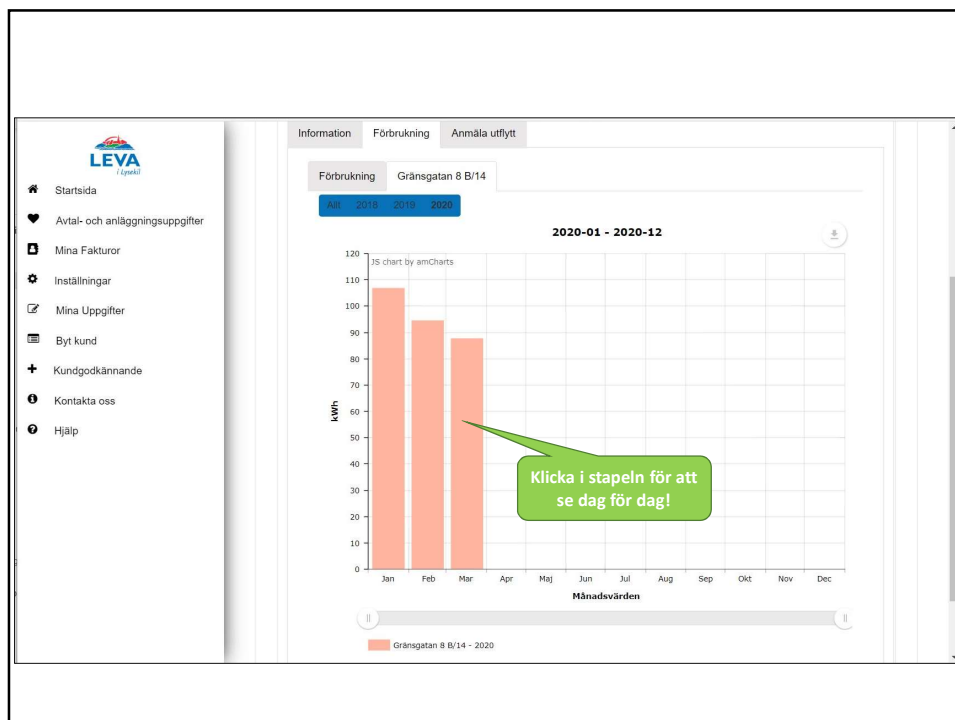 LEVA
i Lysekil
Startsida
Avtal- och anläggningsuppgifter
Mina Fakturor
Inställningar
Mina Uppgifter
Byt kund
Kundgodkännande
Kontakta oss
Hjälp
Information Förbrukning Anmäla utflytt
Förbrukning Gränsgatan 8 B/14
Allt 2018 2019 2020
2020-01 - 2020-12
JS chart by amCharts
kWh
120
110
100
90
80
70
60
50
40
30
20
10
0
Klicka i stapeln för att
se dag för dag!
Jan Feb Mar Apr Maj Jun Jul Aug Sep Okt Nov Dec
Månadsvärden
Gränsgatan 8 B/14 - 2020